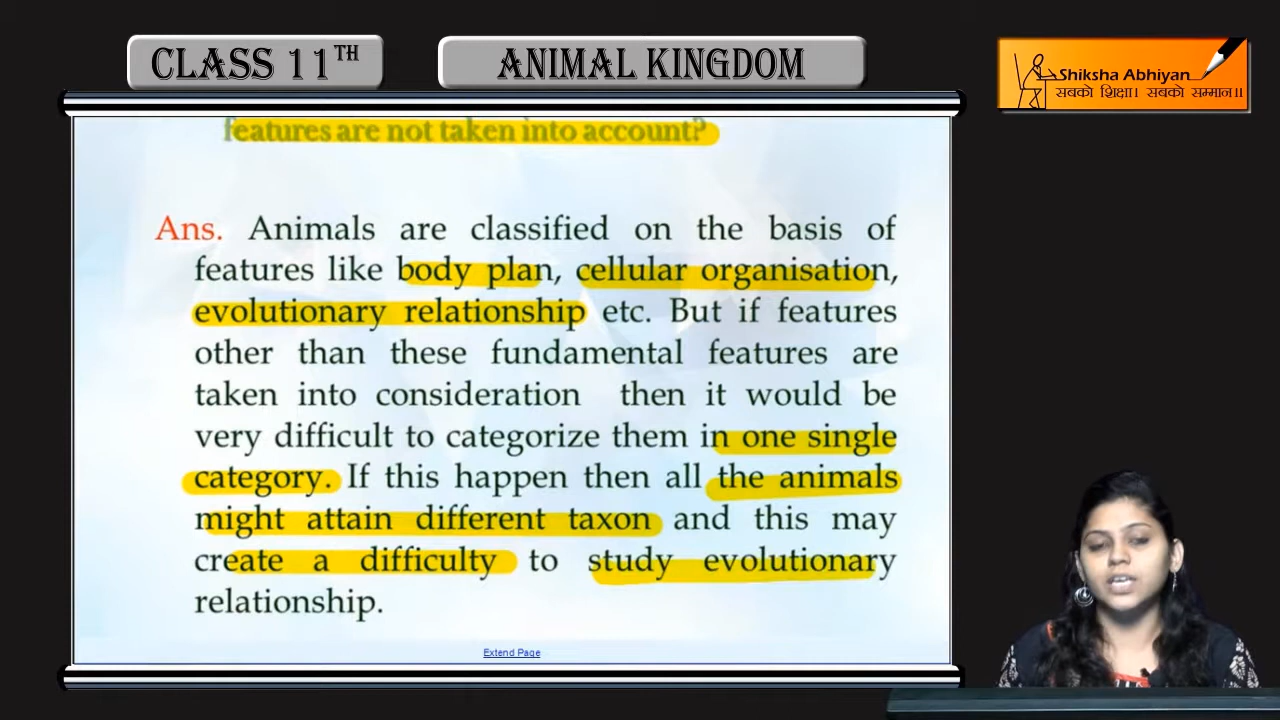 CLASS 11TH
ANIMAL KINGDOM
Shiksha Abhiyan
सबको शिक्षा। सबको सम्मान॥
features are not taken into account?
Ans. Animals are classified on the basis of
features like body plan, cellular organisation,
evolutionary relationship etc. But if features
other than these fundamental features are
taken into consideration then it would be
very difficult to categorize them in one single
category. If this happen then all the animals
might attain different taxon and this may
create a difficulty to study evolutionary
relationship.
Extend Page